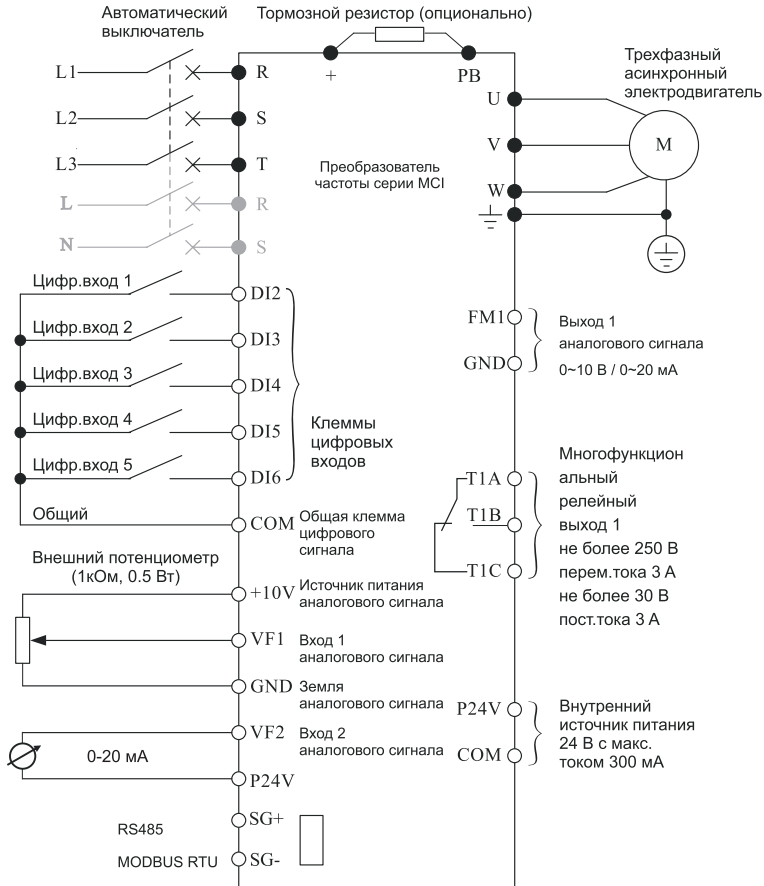 Автоматический
выключатель
Тормозной резистор (опционально)
+
PB
L1
R
L2
S
L3
T
L
R
N
S
Преобразователь
частоты серии MCI
Трехфазный
асинхронный
электродвигатель
U
V
W
M
Цифр.вход 1
DI2
Цифр.вход 2
DI3
Цифр.вход 3
DI4
Цифр.вход 4
DI5
Цифр.вход 5
DI6
Клеммы
цифровых
входов
Общий
COM
Общая клемма
цифрового
сигнала
Внешний потенциометр
(1кОм, 0.5 Вт)
+10V
Источник питания
аналогового сигнала
VF1
Вход 1
аналогового сигнала
GND
Земля
аналогового сигнала
VF2
Вход 2
аналогового сигнала
0-20 мА
P24V
RS485
SG+
MODBUS RTU
SG-
FM1
GND
Выход 1
аналогового сигнала
0~10 В / 0~20 мА
T1A
T1B
T1C
Многофункцион
альный
релейный
выход 1
не более 250 В
перем.тока 3 А
не более 30 В
пост.тока 3 А
P24V
COM
Внутренний
источник питания
24 В с макс.
током 300 мА